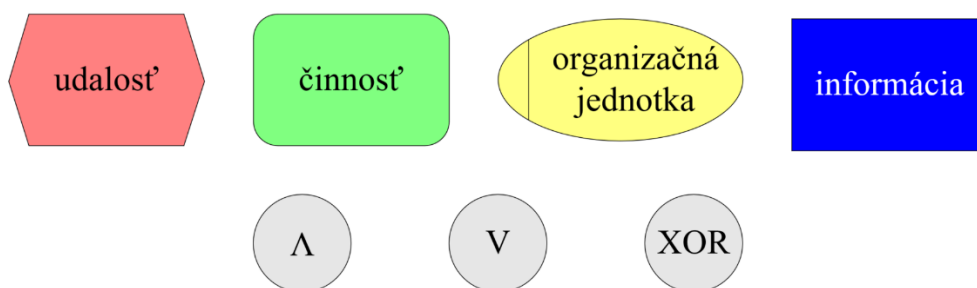 udalosť
činnosť
organizačná
jednotka
informácia
Λ
V
XOR